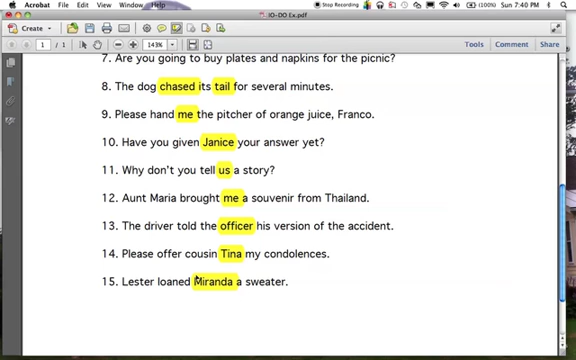 Acrobat File Edit View Window Help
Stop Recording
(100%)
Sun 7:40 PM
IO-DO Ex.pdf
Create
1 / 1
143%
Tools
Comment
Share
7. Are you going to buy plates and napkins for the picnic?
8. The dog chased its tail for several minutes.
9. Please hand me the pitcher of orange juice, Franco.
10. Have you given Janice your answer yet?
11. Why don't you tell us a story?
12. Aunt Maria brought me a souvenir from Thailand.
13. The driver told the officer his version of the accident.
14. Please offer cousin Tina my condolences.
15. Lester loaned Miranda a sweater.